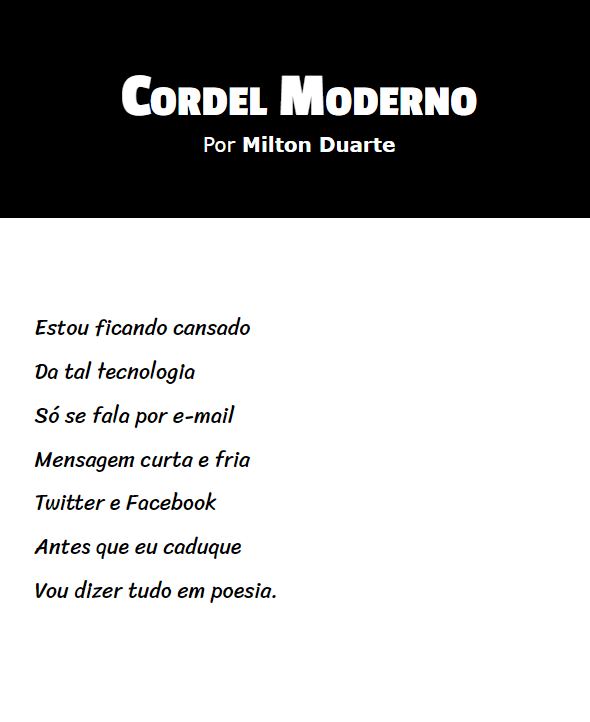 Cordel Moderno
Por Milton Duarte
Estou ficando cansado
Da tal tecnologia
Só se fala por e-mail
Mensagem curta e fria
Twitter e Facebook
Antes que eu caduque
Vou dizer tudo em poesia.